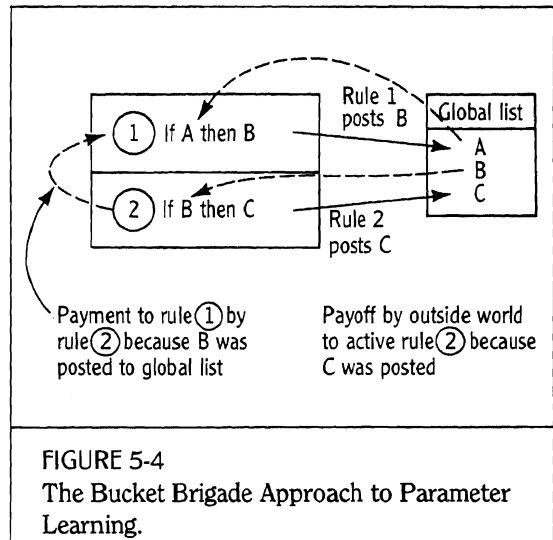 Rule 1
posts B
Global list
1 If A then B
A
B
C
2 If B then C
Rule 2
posts C
Payment to rule 1 by
rule 2 because B was
posted to global list
Payoff by outside world
to active rule 2 because
C was posted
FIGURE 5-4
The Bucket Brigade Approach to Parameter
Learning.